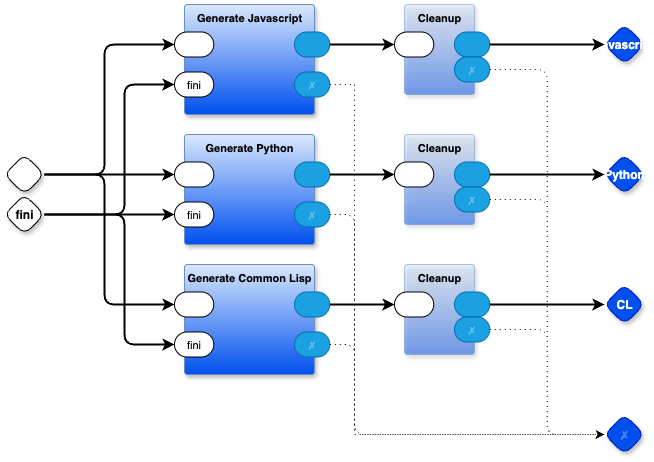 Generate Javascript
Cleanup
vascri
fini
✗
✗
Generate Python
Cleanup
Python
fini
fini
✗
✗
Generate Common Lisp
Cleanup
CL
fini
✗
✗
✗